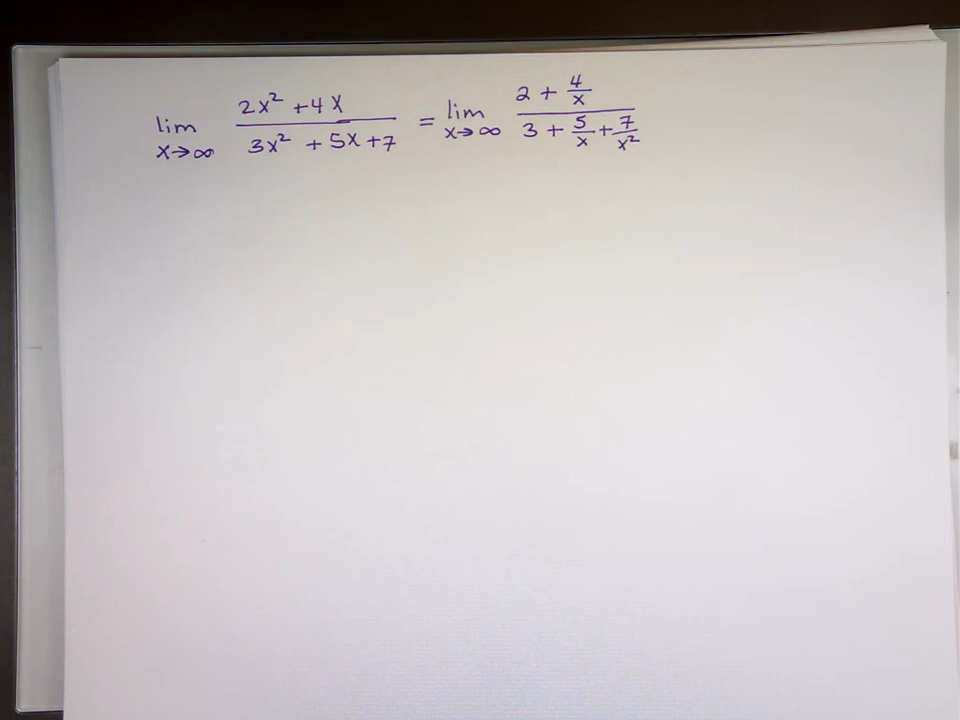 lim x→∞ (2x² + 4x)/(3x² + 5x + 7) = lim x→∞ (2 + 4/x)/(3 + 5/x + 7/x²)